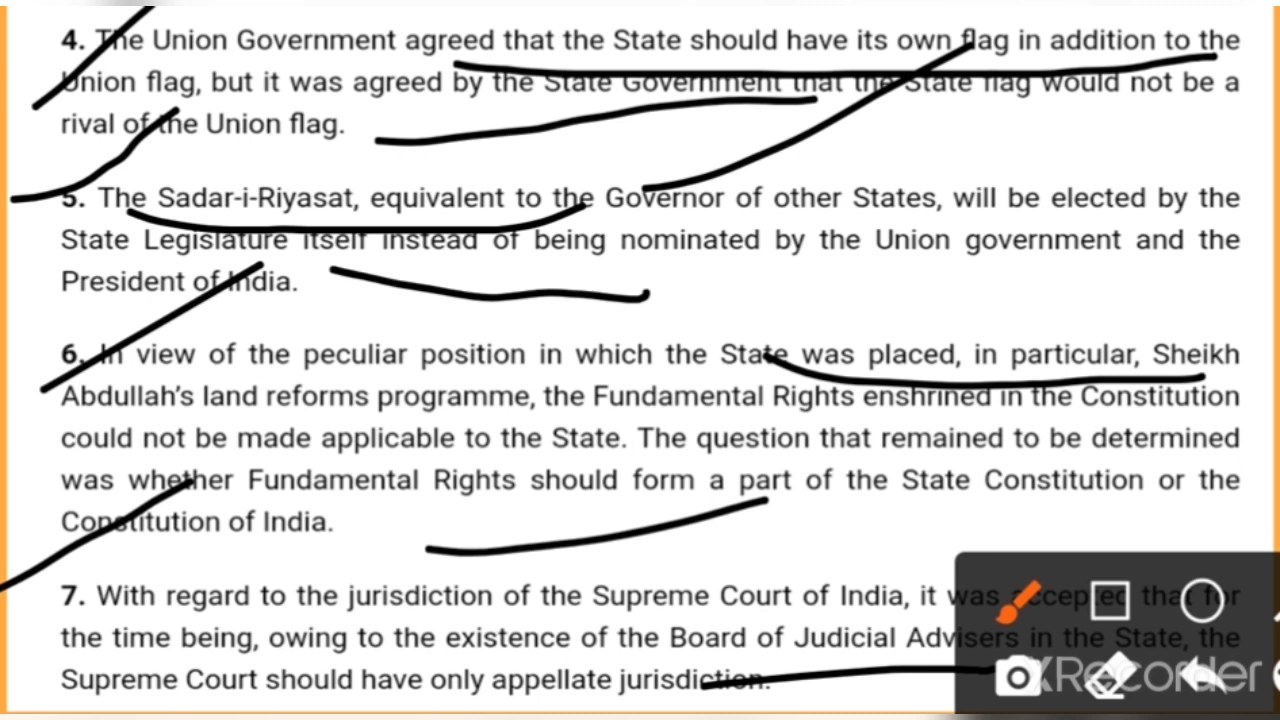 4. The Union Government agreed that the State should have its own flag in addition to the
Union flag, but it was agreed by the State Government that the State flag would not be a
rival of the Union flag.
5. The Sadar-i-Riyasat, equivalent to the Governor of other States, will be elected by the
State Legislature itself instead of being nominated by the Union government and the
President of India.
6. In view of the peculiar position in which the State was placed, in particular, Sheikh
Abdullah's land reforms programme, the Fundamental Rights enshrined in the Constitution
could not be made applicable to the State. The question that remained to be determined
was whether Fundamental Rights should form a part of the State Constitution or the
Constitution of India.
7. With regard to the jurisdiction of the Supreme Court of India, it was accepted that for
the time being, owing to the existence of the Board of Judicial Advisers in the State, the
Supreme Court should have only appellate jurisdiction.
XRecorder